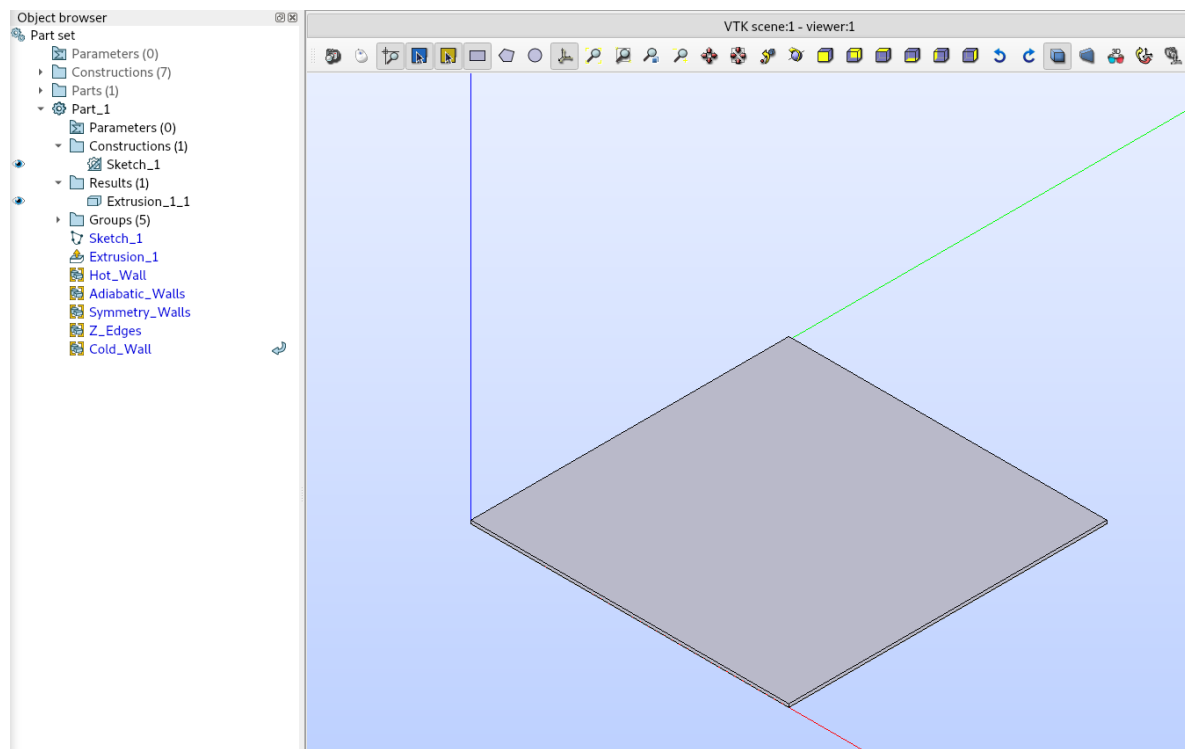 Object browser
VTK scene:1 - viewer:1
Part set
Parameters (0)
Constructions (7)
Parts (1)
Part_1
Parameters (0)
Constructions (1)
Sketch_1
Results (1)
Extrusion_1_1
Groups (5)
Sketch_1
Extrusion_1
Hot_Wall
Adiabatic_Walls
Symmetry_Walls
Z_Edges
Cold_Wall